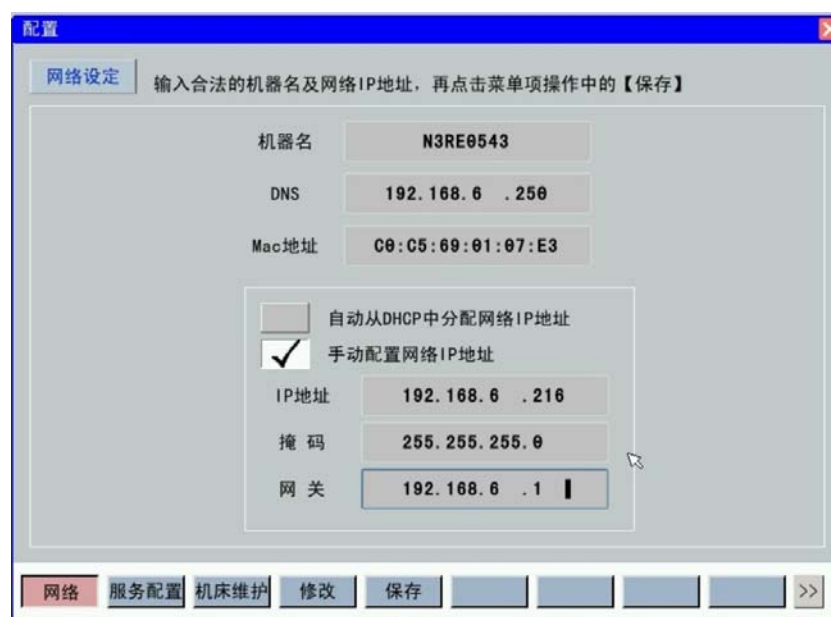 配置
网络设定 输入合法的机器名及网络IP地址，再点击菜单项操作中的【保存】
机器名 N3RE0543
DNS 192.168.6 .250
Mac地址 C0:C5:69:01:07:E3
自动从DHCP中分配网络IP地址
手动配置网络IP地址
IP地址 192.168.6 .216
掩 码 255.255.255.0
网 关 192.168.6 .1
网络 服务配置 机床维护 修改 保存 >>